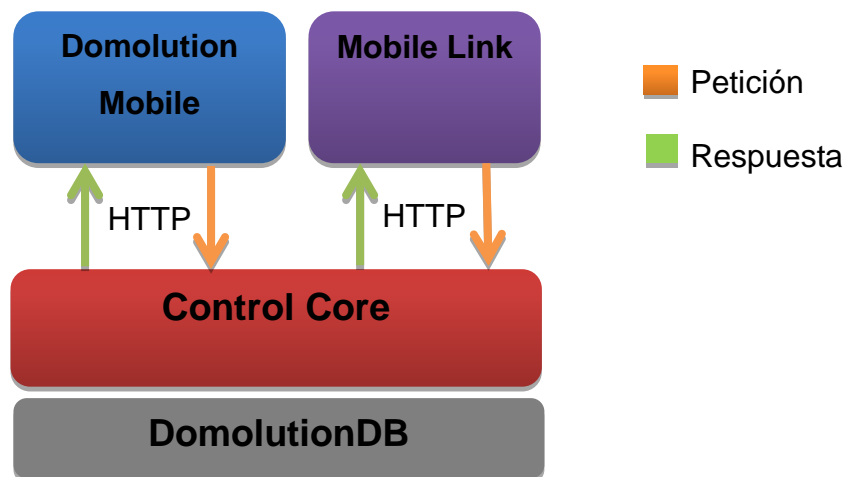 Domolution
Mobile
Mobile Link
Petición
Respuesta
HTTP
HTTP
Control Core
DomolutionDB